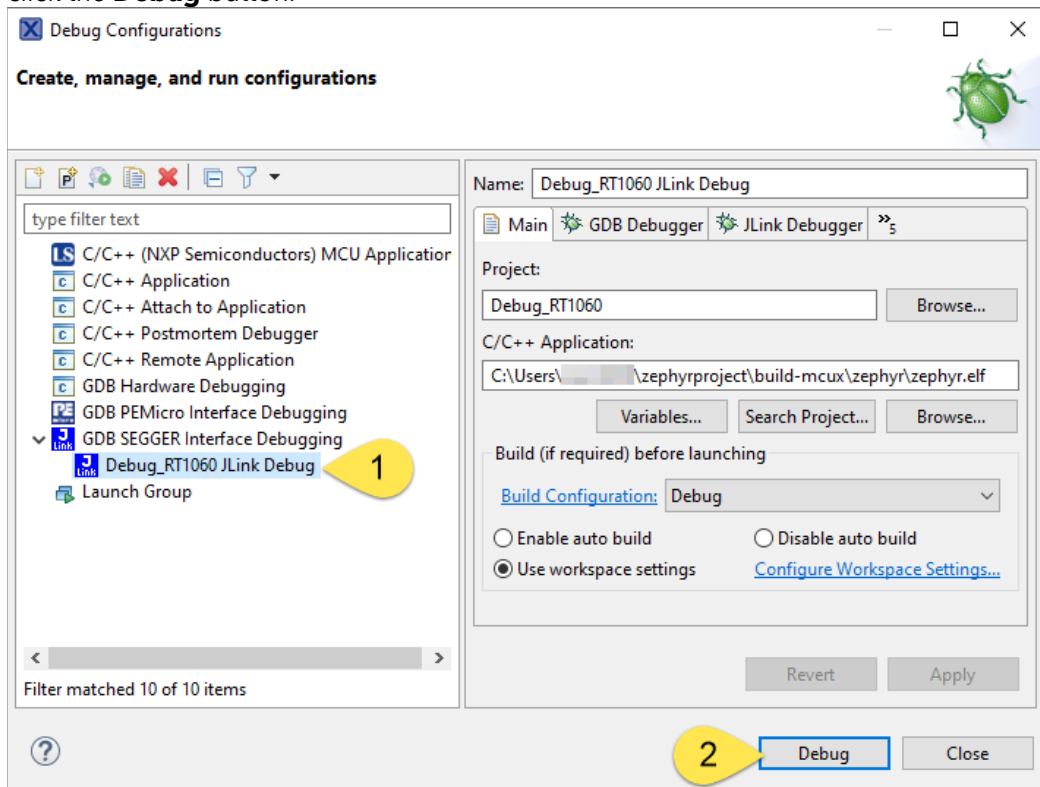 click the Debug button.
Debug Configurations
Create, manage, and run configurations
type filter text
C/C++ (NXP Semiconductors) MCU Application
C/C++ Application
C/C++ Attach to Application
C/C++ Postmortem Debugger
C/C++ Remote Application
GDB Hardware Debugging
GDB PEMicro Interface Debugging
GDB SEGGER Interface Debugging
Debug_RT1060 JLink Debug
1
Launch Group
Filter matched 10 of 10 items
Name: Debug_RT1060 JLink Debug
Main GDB Debugger JLink Debugger »5
Project:
Debug_RT1060 Browse...
C/C++ Application:
C:\Users\ \zephyrproject\build-mcux\zephyr\zephyr.elf
Variables... Search Project... Browse...
Build (if required) before launching
Build Configuration: Debug
Enable auto build Disable auto build
Use workspace settings Configure Workspace Settings...
Revert Apply
2
Debug Close